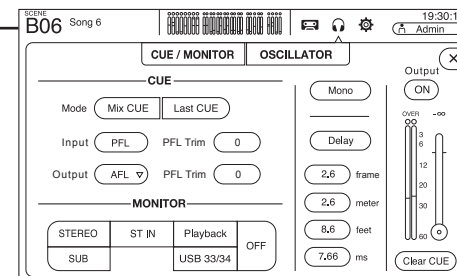 SCENE
B06 Song 6
19:30:1
Admin
CUE / MONITOR
OSCILLATOR
CUE
Mode Mix CUE Last CUE
Input PFL PFL Trim 0
Output AFL PFL Trim 0
MONITOR
STEREO ST IN Playback OFF
SUB USB 33/34
Mono
Delay
2.6 frame
2.6 meter
8.6 feet
7.66 ms
Output
ON
OVER -∞
3
6
12
20
30
60
Clear CUE